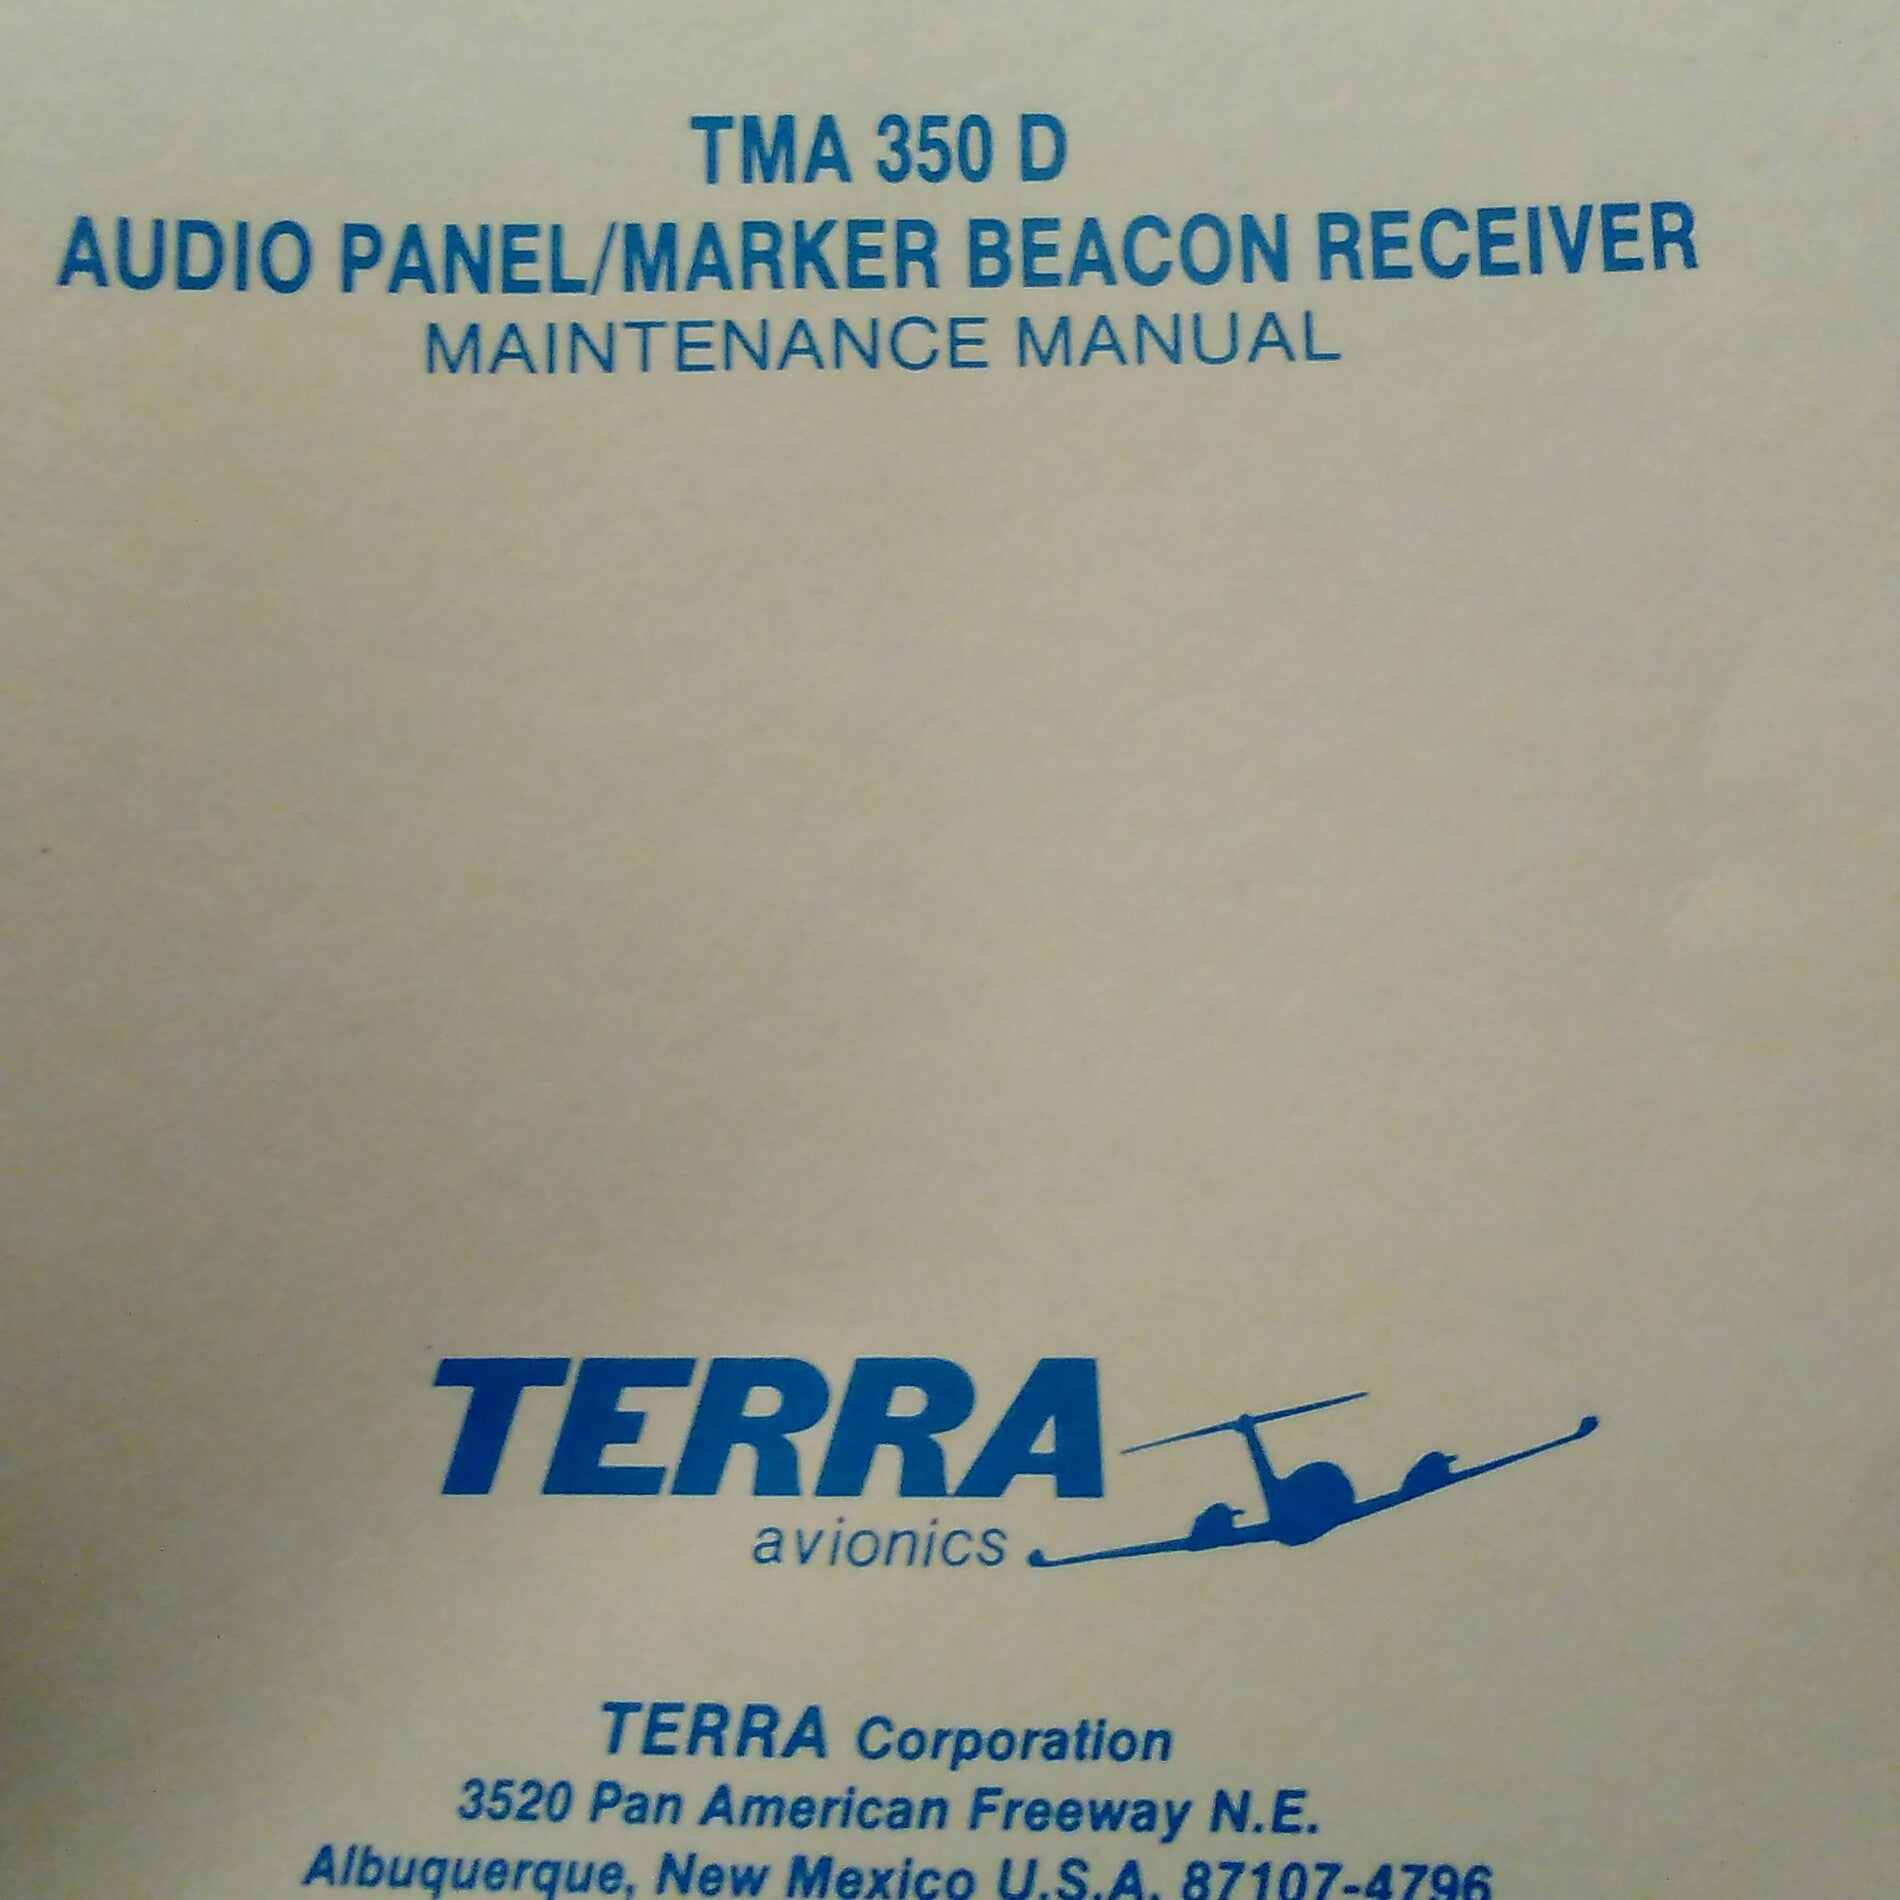 TMA 350 D
AUDIO PANEL/MARKER BEACON RECEIVER
MAINTENANCE MANUAL
TERRA
avionics
TERRA Corporation
3520 Pan American Freeway N.E.
Albuquerque, New Mexico U.S.A. 87107-4796